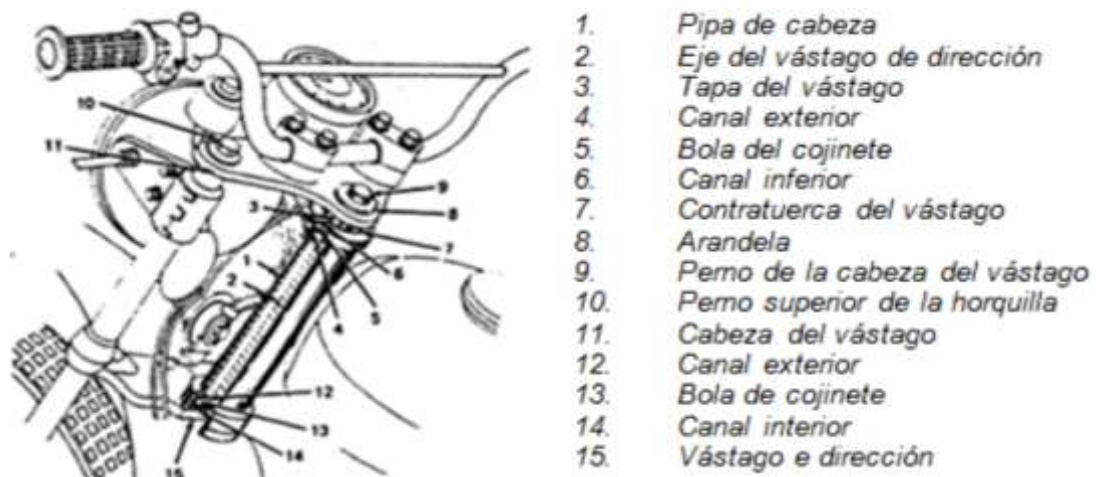 1. Pipa de cabeza
2. Eje del vástago de dirección
3. Tapa del vástago
4. Canal exterior
5. Bola del cojinete
6. Canal inferior
7. Contratuerca del vástago
8. Arandela
9. Perno de la cabeza del vástago
10. Perno superior de la horquilla
11. Cabeza del vástago
12. Canal exterior
13. Bola de cojinete
14. Canal interior
15. Vástago e dirección
10
11
9
3
8
7
1
6
2
5
4
12
13
14
15